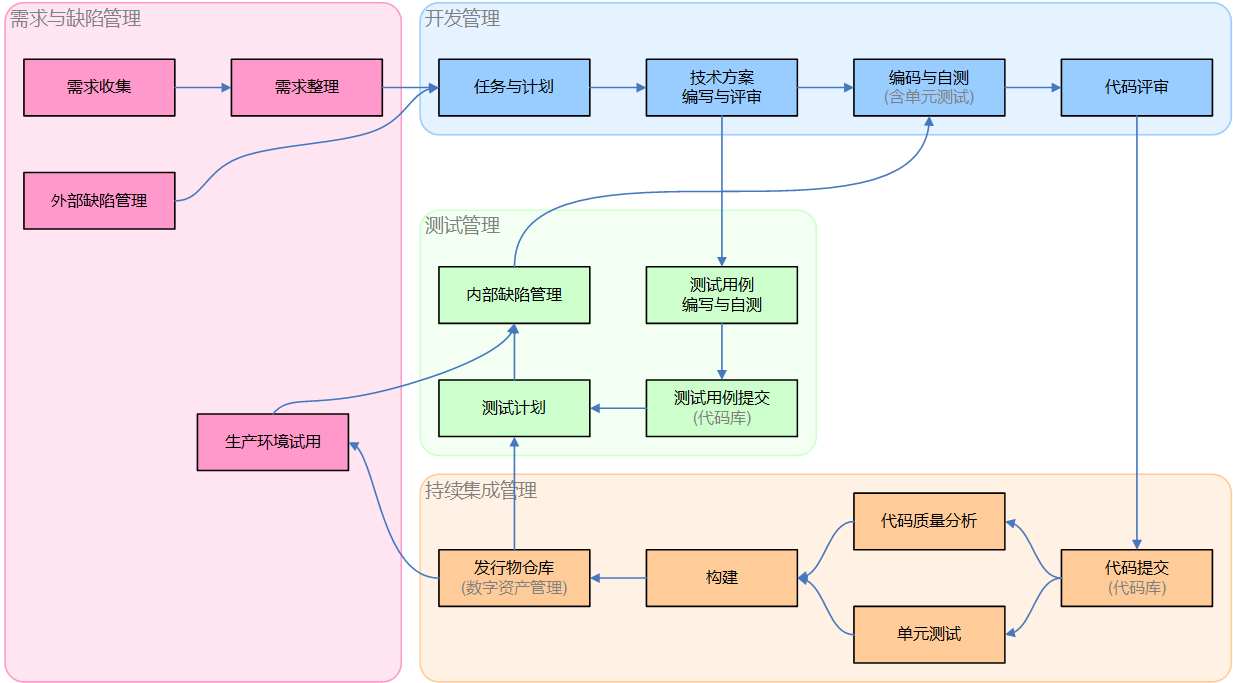 需求与缺陷管理
需求收集
需求整理
外部缺陷管理
生产环境试用
开发管理
任务与计划
技术方案
编写与评审
编码与自测
(含单元测试)
代码评审
测试管理
内部缺陷管理
测试用例
编写与自测
测试计划
测试用例提交
(代码库)
持续集成管理
发行物仓库
(数字资产管理)
构建
代码质量分析
单元测试
代码提交
(代码库)